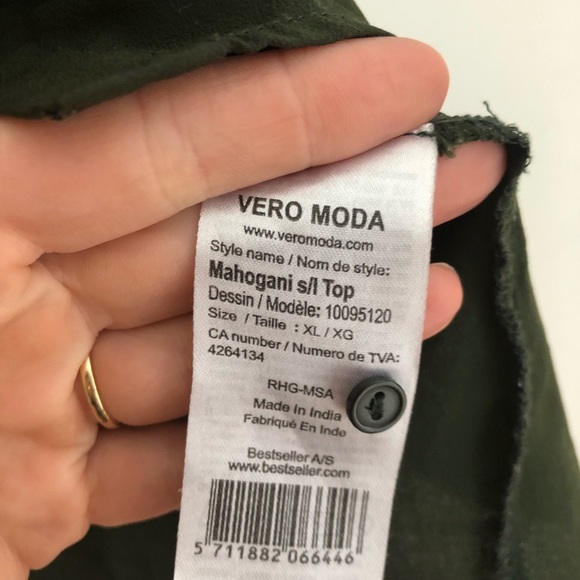 VERO MODA
www.veromoda.com
Style name / Nom de style:
Mahogani s/l Top
Dessin / Modèle: 10095120
Size / Taille : XL / XG
CA number / Numero de TVA:
4264134
RHG-MSA
Made In India
Fabriqué En Inde
Bestseller A/S
www.bestseller.com
5 711882 066446